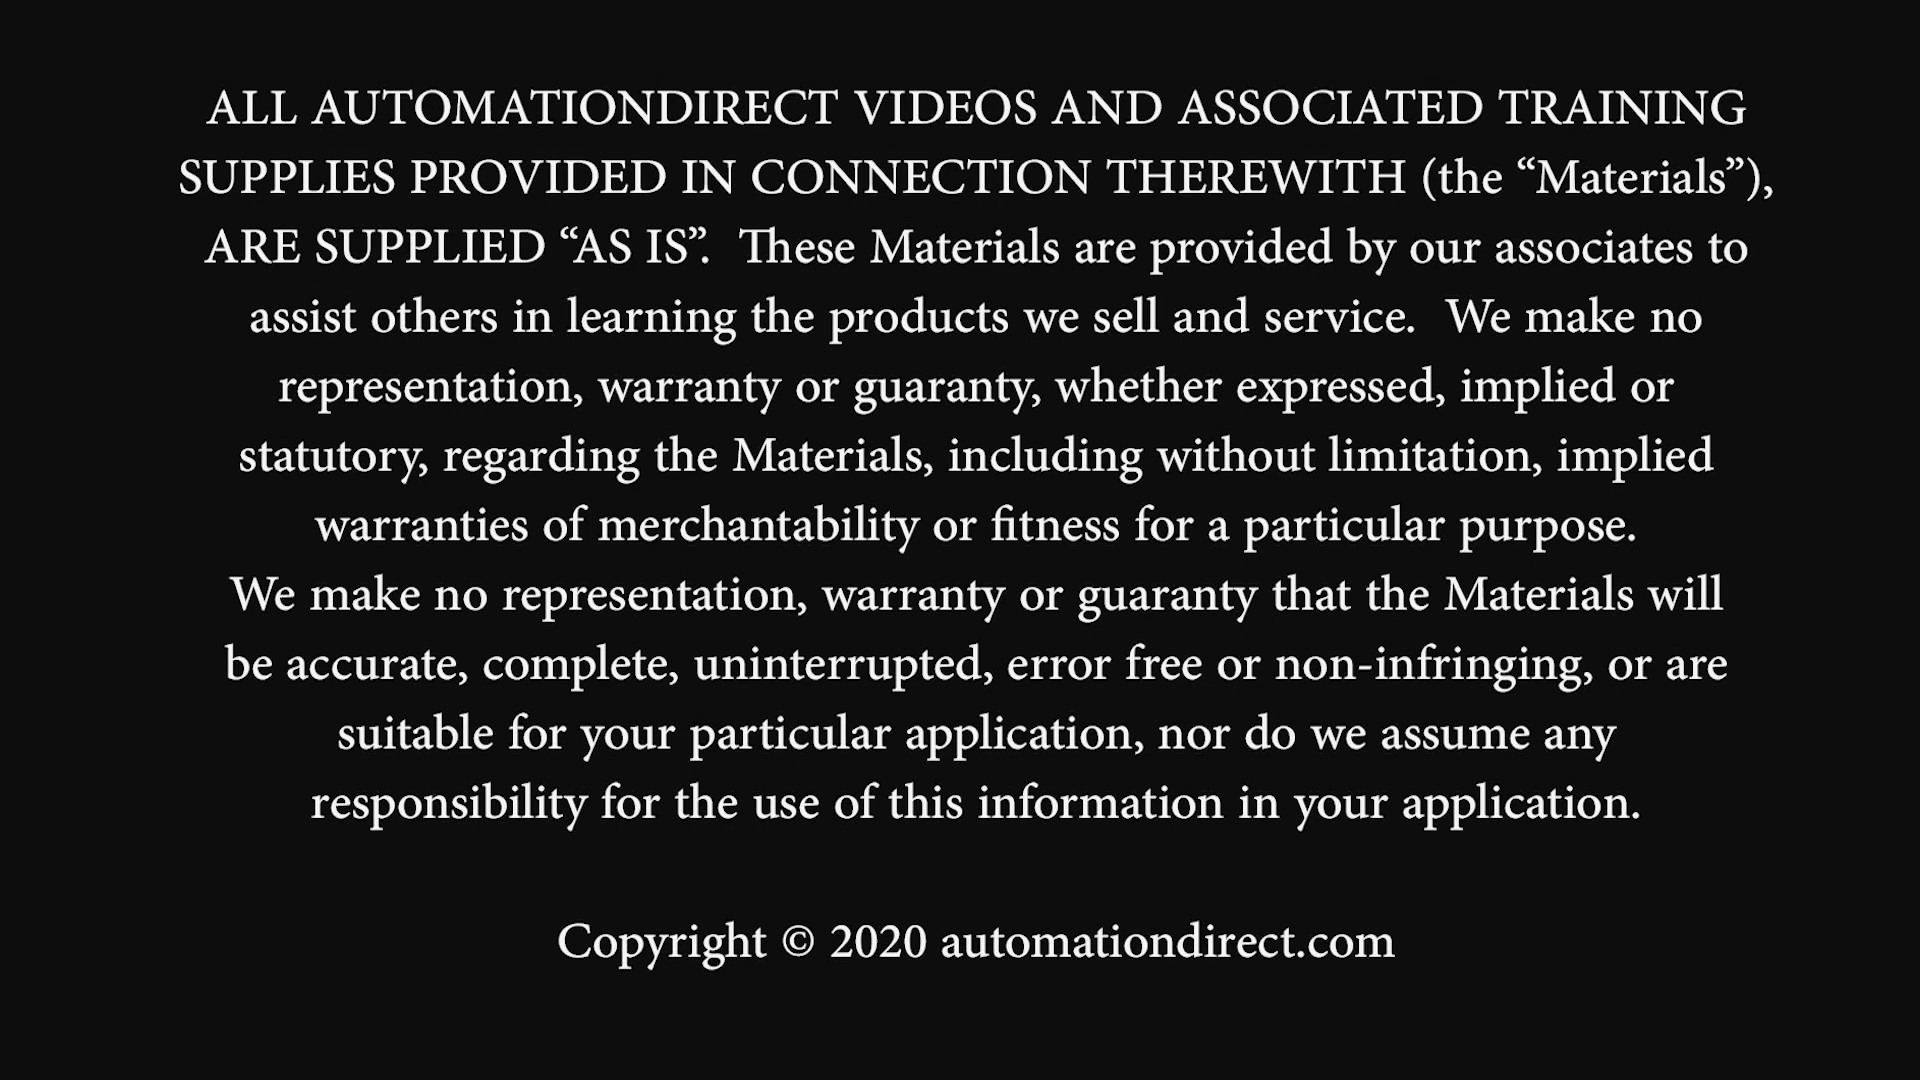 ALL AUTOMATIONDIRECT VIDEOS AND ASSOCIATED TRAINING
SUPPLIES PROVIDED IN CONNECTION THEREWITH (the “Materials”),
ARE SUPPLIED “AS IS”.  These Materials are provided by our associates to
assist others in learning the products we sell and service.  We make no
representation, warranty or guaranty, whether expressed, implied or
statutory, regarding the Materials, including without limitation, implied
warranties of merchantability or fitness for a particular purpose.
We make no representation, warranty or guaranty that the Materials will
be accurate, complete, uninterrupted, error free or non-infringing, or are
suitable for your particular application, nor do we assume any
responsibility for the use of this information in your application.
Copyright © 2020 automationdirect.com